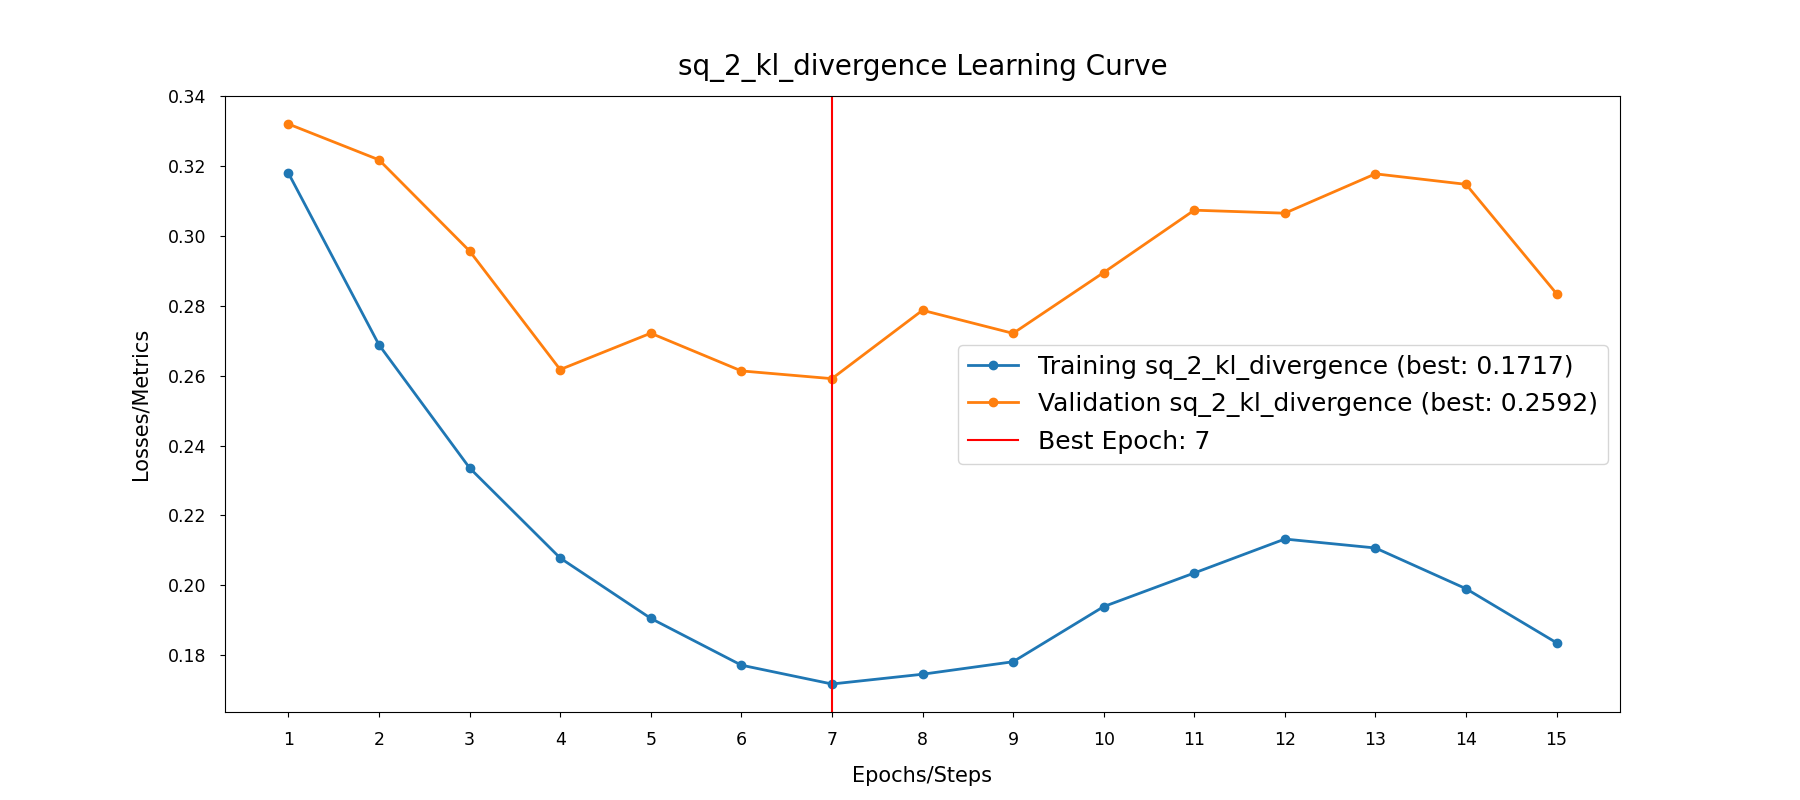 sq_2_kl_divergence Learning Curve
0.34
0.32
0.30
0.28
0.26
0.24
0.22
0.20
0.18
Losses/Metrics
Training sq_2_kl_divergence (best: 0.1717)
Validation sq_2_kl_divergence (best: 0.2592)
Best Epoch: 7
1 2 3 4 5 6 7 8 9 10 11 12 13 14 15
Epochs/Steps